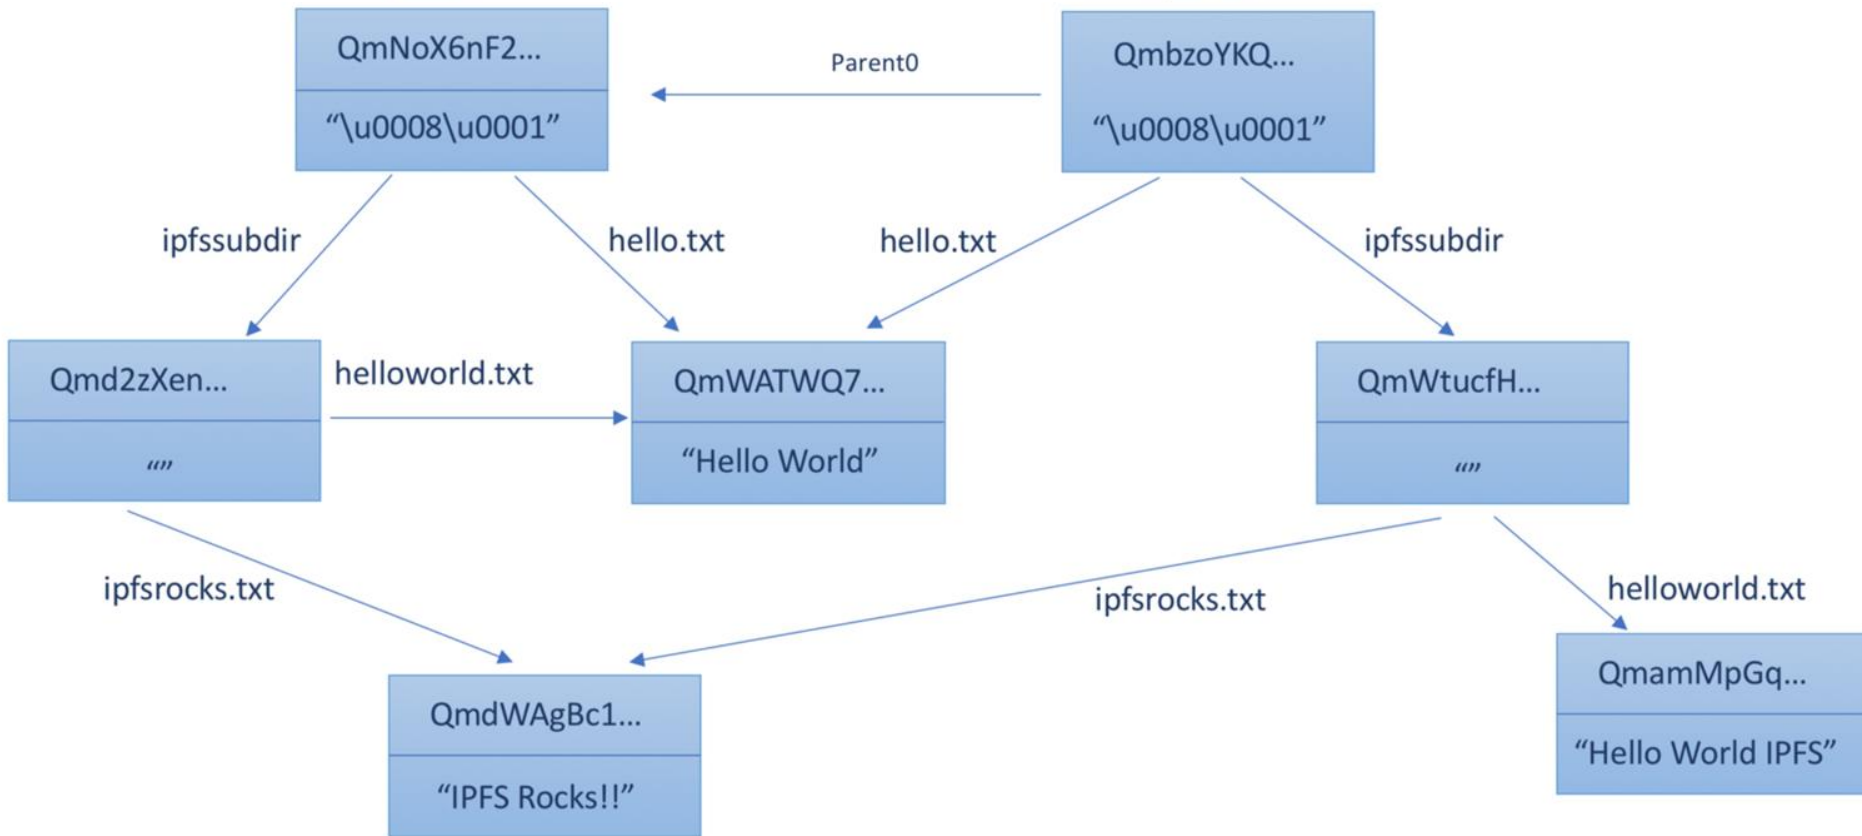 QmNoX6nF2...
“\u0008\u0001”
Parent0
QmbzoYKQ...
“\u0008\u0001”
ipfssubdir
hello.txt
hello.txt
ipfssubdir
Qmd2zXen...
“”
helloworld.txt
QmWATWQ7...
“Hello World”
QmWtucfH...
“”
ipfsrocks.txt
ipfsrocks.txt
helloworld.txt
QmdWAgBc1...
“IPFS Rocks!!”
QmamMpGq...
“Hello World IPFS”